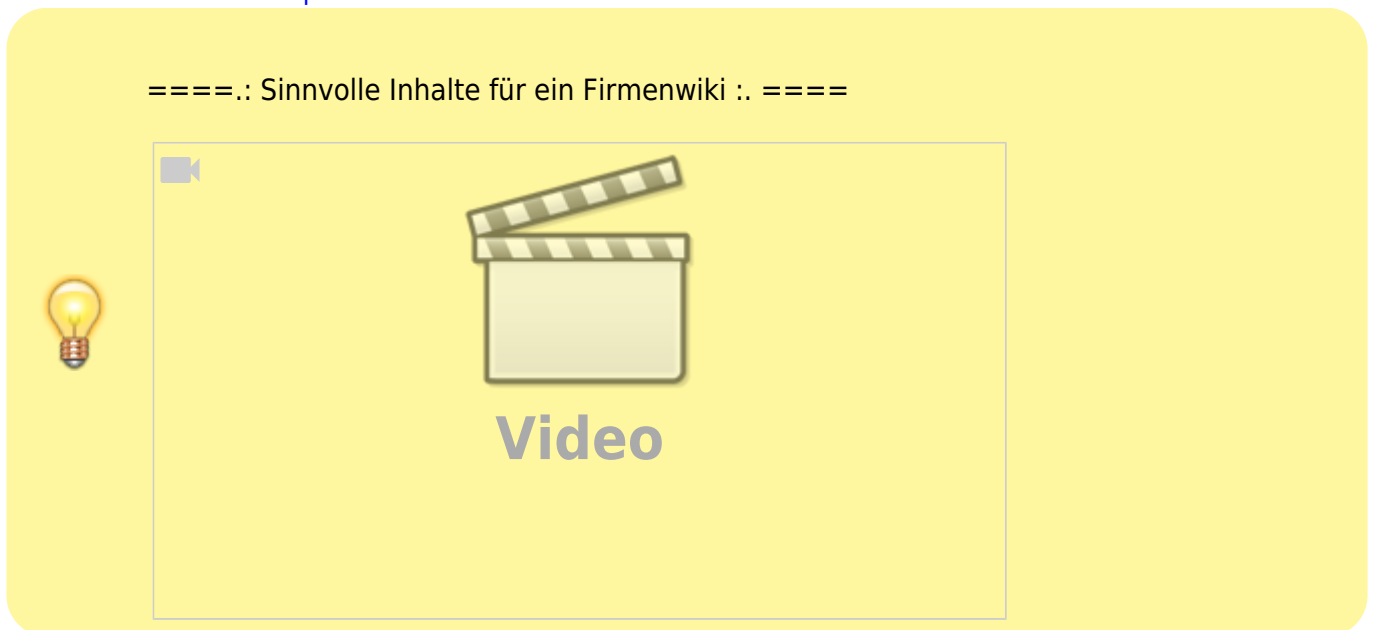 ====.: Sinnvolle Inhalte für ein Firmenwiki :. ====
Video